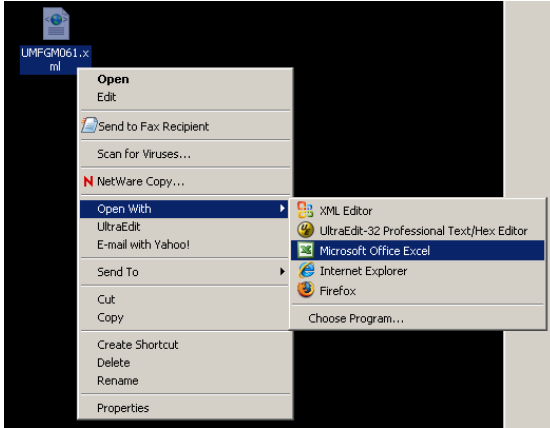 UMFGM061.x
ml
Open
Edit
Send to Fax Recipient
Scan for Viruses...
NetWare Copy...
Open With
UltraEdit
E-mail with Yahoo!
Send To
Cut
Copy
Create Shortcut
Delete
Rename
Properties
XML Editor
UltraEdit-32 Professional Text/Hex Editor
Microsoft Office Excel
Internet Explorer
Firefox
Choose Program...